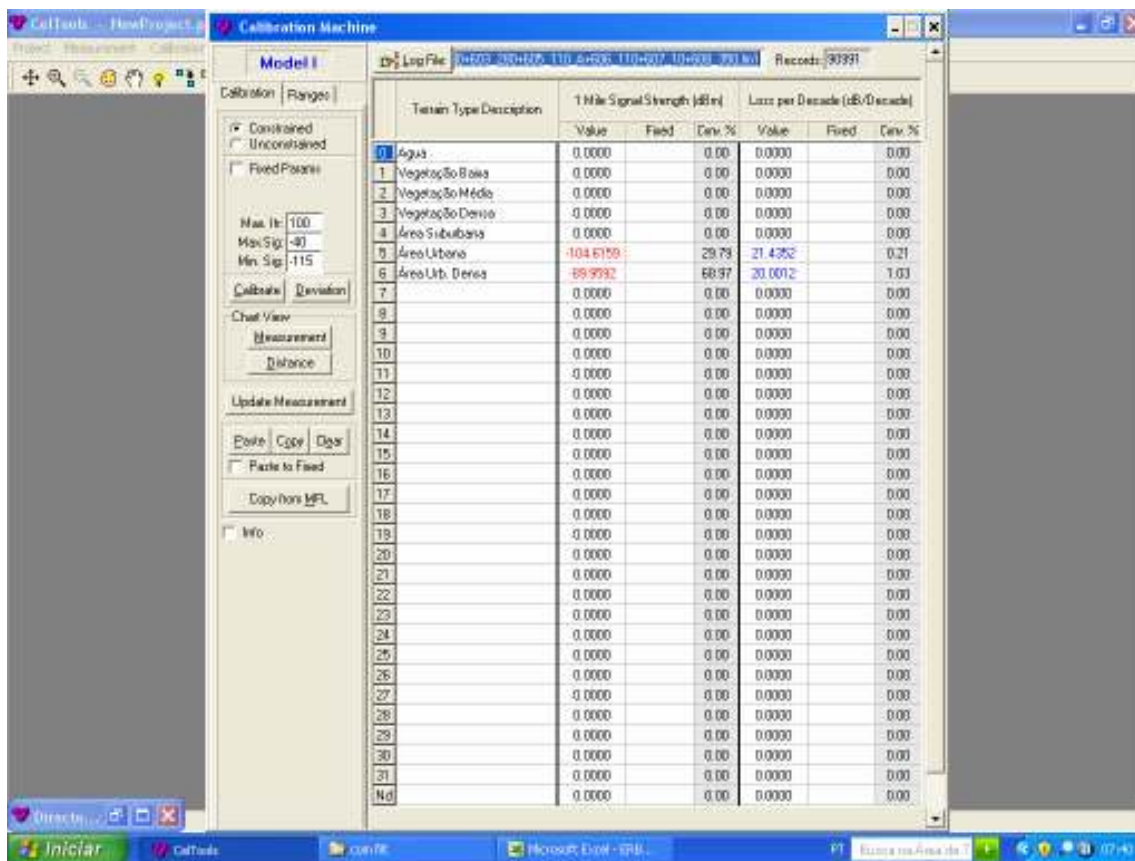 CelTools -- NewProject
Calibration Machine
Project Measurement Calibration
Model I
Log File
Records: 90391
Calibration Ranges
Constrained
Unconstrained
Fixed Params
Max. Itr: 100
Max Sig: -40
Min. Sig: -115
Calibrate Deviation
Chart View
Measurement
Distance
Update Measurement
Paste Copy Clear
Paste to Fixed
Copy from MFL
Info
Terrain Type Description 1 Mile Signal Strength (dBm) Loss per Decade (dB/Decade)
Value Fixed Conv. % Value Fixed Conv. %
0 Água 0.0000 0.00 0.0000 0.00
1 Vegetação Baixa 0.0000 0.00 0.0000 0.00
2 Vegetação Média 0.0000 0.00 0.0000 0.00
3 Vegetação Densa 0.0000 0.00 0.0000 0.00
4 Área Suburbana 0.0000 0.00 0.0000 0.00
5 Área Urbana -104.6159 29.79 21.4352 0.21
6 Área Urb. Densa -89.9592 68.97 20.0012 1.03
7 0.0000 0.00 0.0000 0.00
8 0.0000 0.00 0.0000 0.00
9 0.0000 0.00 0.0000 0.00
10 0.0000 0.00 0.0000 0.00
11 0.0000 0.00 0.0000 0.00
12 0.0000 0.00 0.0000 0.00
13 0.0000 0.00 0.0000 0.00
14 0.0000 0.00 0.0000 0.00
15 0.0000 0.00 0.0000 0.00
16 0.0000 0.00 0.0000 0.00
17 0.0000 0.00 0.0000 0.00
18 0.0000 0.00 0.0000 0.00
19 0.0000 0.00 0.0000 0.00
20 0.0000 0.00 0.0000 0.00
21 0.0000 0.00 0.0000 0.00
22 0.0000 0.00 0.0000 0.00
23 0.0000 0.00 0.0000 0.00
24 0.0000 0.00 0.0000 0.00
25 0.0000 0.00 0.0000 0.00
26 0.0000 0.00 0.0000 0.00
27 0.0000 0.00 0.0000 0.00
28 0.0000 0.00 0.0000 0.00
29 0.0000 0.00 0.0000 0.00
30 0.0000 0.00 0.0000 0.00
31 0.0000 0.00 0.0000 0.00
Nd 0.0000 0.00 0.0000 0.00
Directo...
Iniciar CelTools com fit Microsoft Excel - ERB... PT 07:40